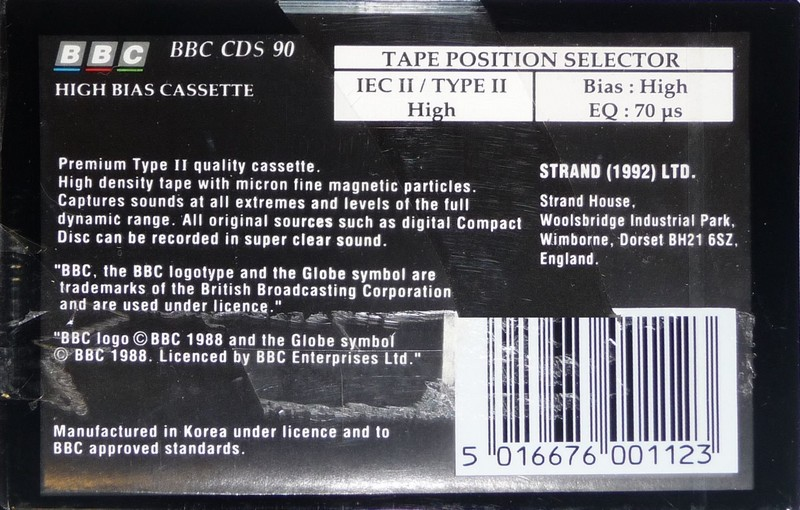 BBC BBC CDS 90
HIGH BIAS CASSETTE
TAPE POSITION SELECTOR
IEC II / TYPE II
High
Bias : High
EQ : 70 µs
Premium Type II quality cassette.
High density tape with micron fine magnetic particles.
Captures sounds at all extremes and levels of the full
dynamic range. All original sources such as digital Compact
Disc can be recorded in super clear sound.
"BBC, the BBC logotype and the Globe symbol are
trademarks of the British Broadcasting Corporation
and are used under licence."
"BBC logo © BBC 1988 and the Globe symbol
© BBC 1988. Licenced by BBC Enterprises Ltd."
Manufactured in Korea under licence and to
BBC approved standards.
STRAND (1992) LTD.
Strand House,
Woolsbridge Industrial Park,
Wimborne, Dorset BH21 6SZ,
England.
5 016676 001123